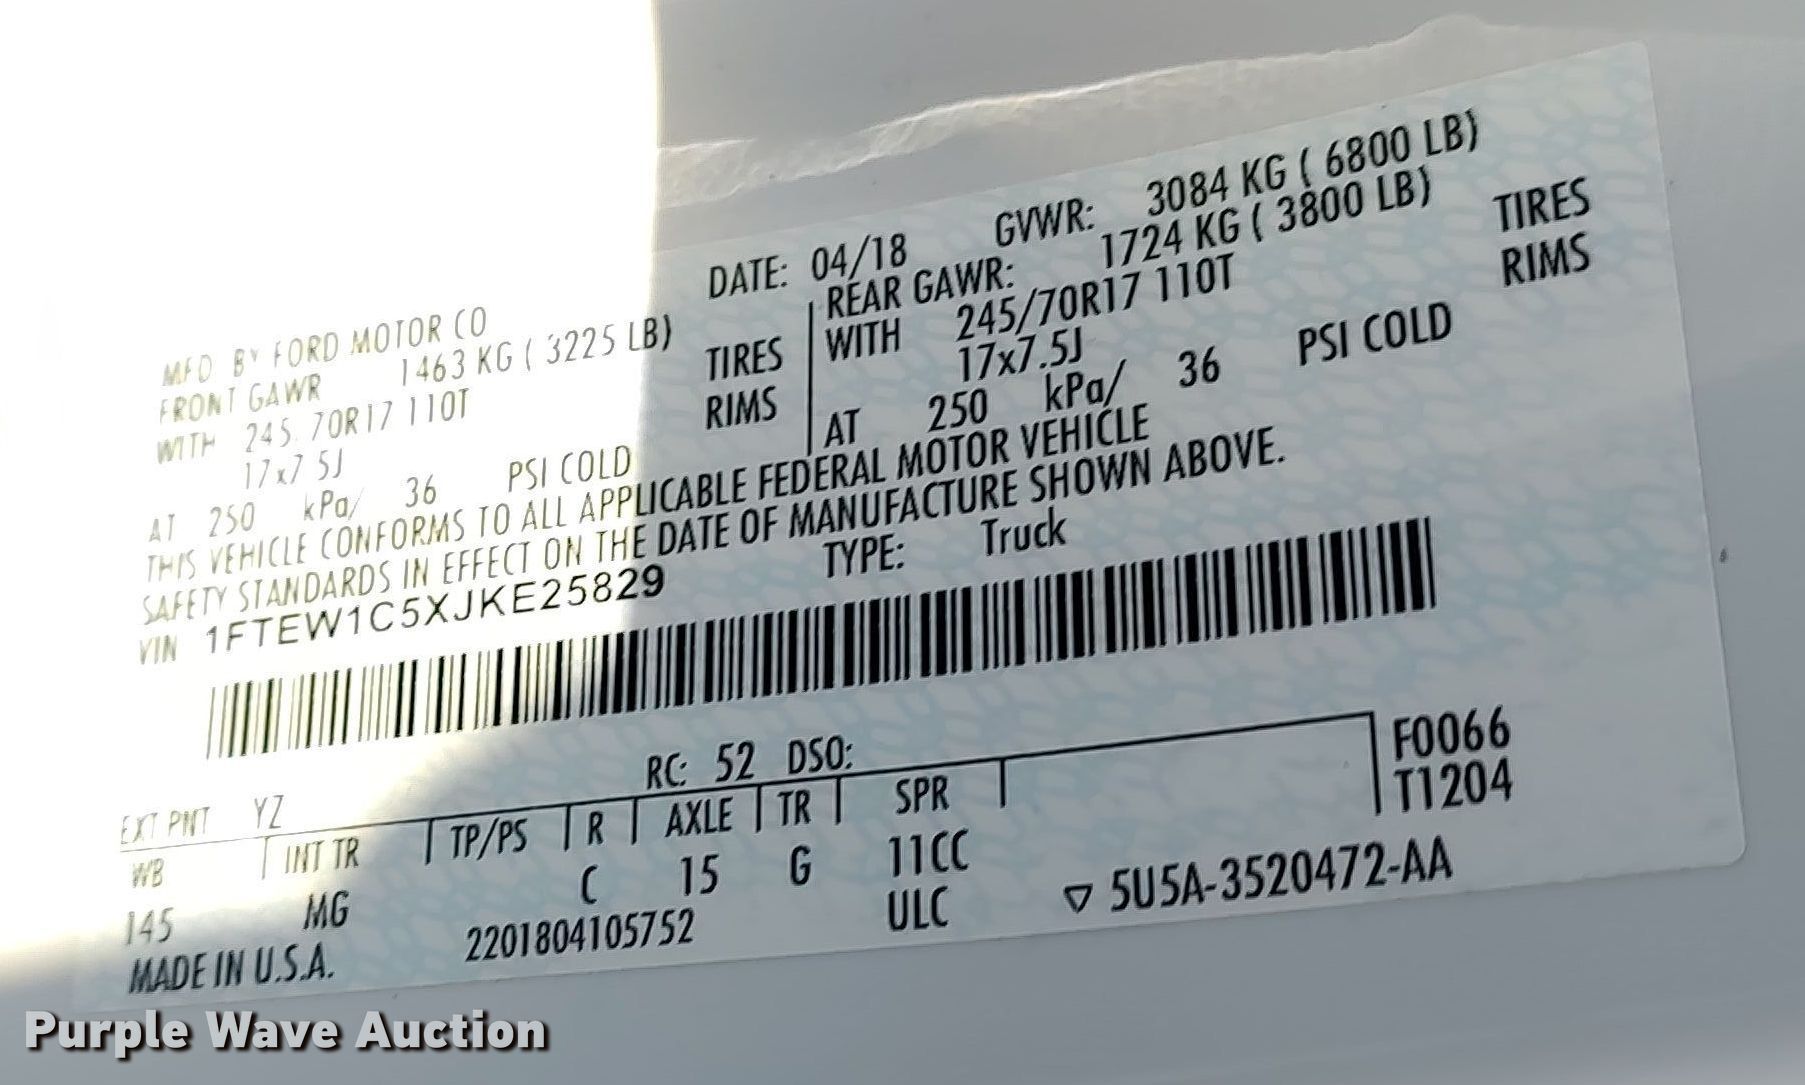 MFD BY FORD MOTOR CO DATE: 04/18 GVWR: 3084 KG ( 6800 LB)
FRONT GAWR 1463 KG ( 3225 LB) REAR GAWR: 1724 KG ( 3800 LB)
WITH 245 70R17 110T TIRES WITH 245/70R17 110T TIRES
17x7 5J RIMS 17x7.5J RIMS
AT 250 kPa/ 36 PSI COLD AT 250 kPa/ 36 PSI COLD
THIS VEHICLE CONFORMS TO ALL APPLICABLE FEDERAL MOTOR VEHICLE
SAFETY STANDARDS IN EFFECT ON THE DATE OF MANUFACTURE SHOWN ABOVE.
VIN 1FTEW1C5XJKE25829 TYPE: Truck
EXT PNT YZ RC: 52 DSO: F0066
WB INT TR TP/PS R AXLE TR SPR T1204
145 MG C 15 G 11CC
MADE IN U.S.A. 2201804105752 ULC ▽ 5U5A-3520472-AA
Purple Wave Auction